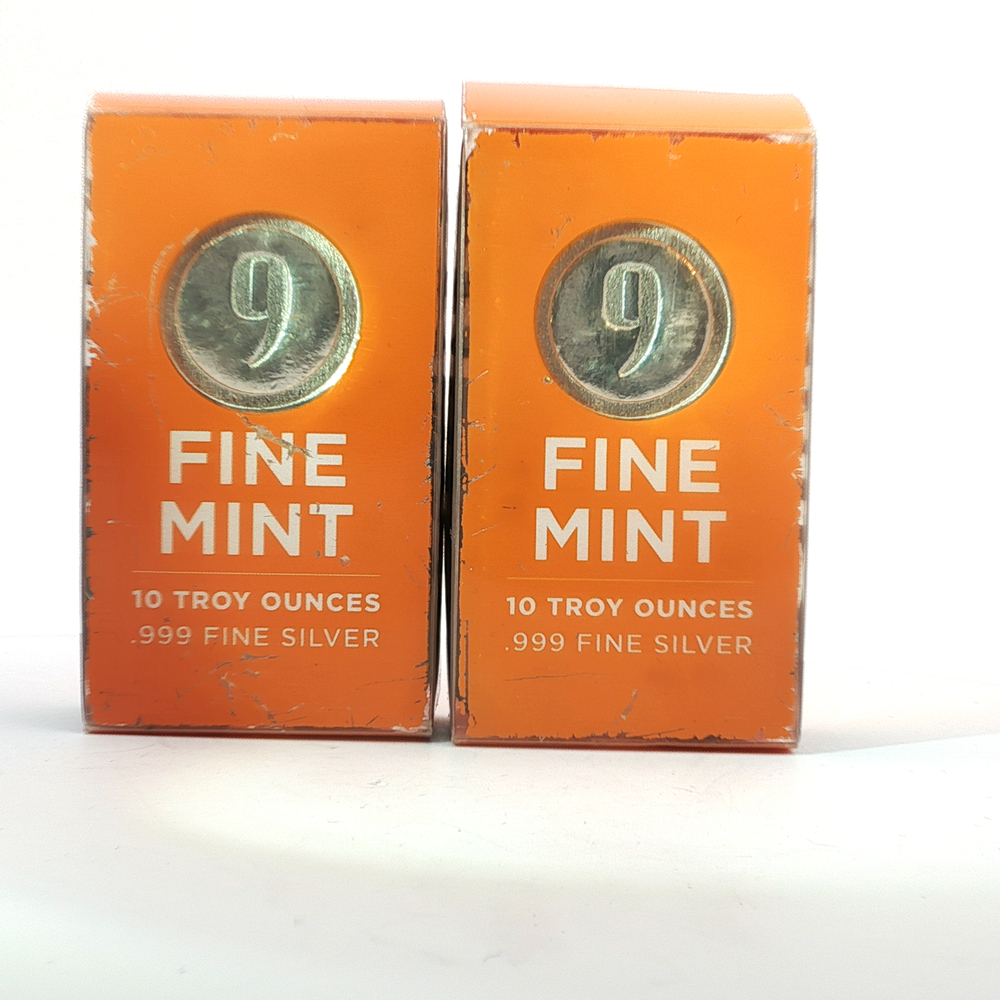 9
FINE
MINT
10 TROY OUNCES
.999 FINE SILVER
9
FINE
MINT
10 TROY OUNCES
.999 FINE SILVER